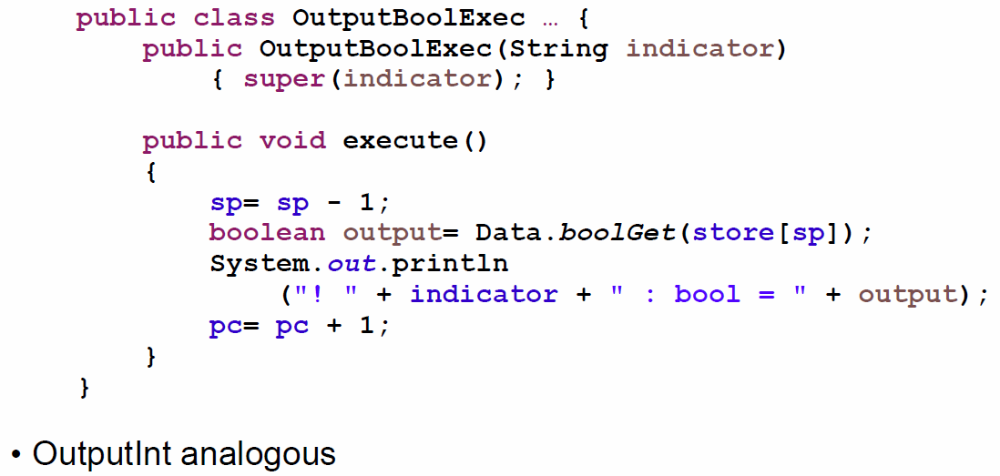 public class OutputBoolExec … {
public OutputBoolExec(String indicator)
{ super(indicator); }
public void execute()
{
sp= sp - 1;
boolean output= Data.boolGet(store[sp]);
System.out.println
("! " + indicator + " : bool = " + output);
pc= pc + 1;
}
}
• OutputInt analogous